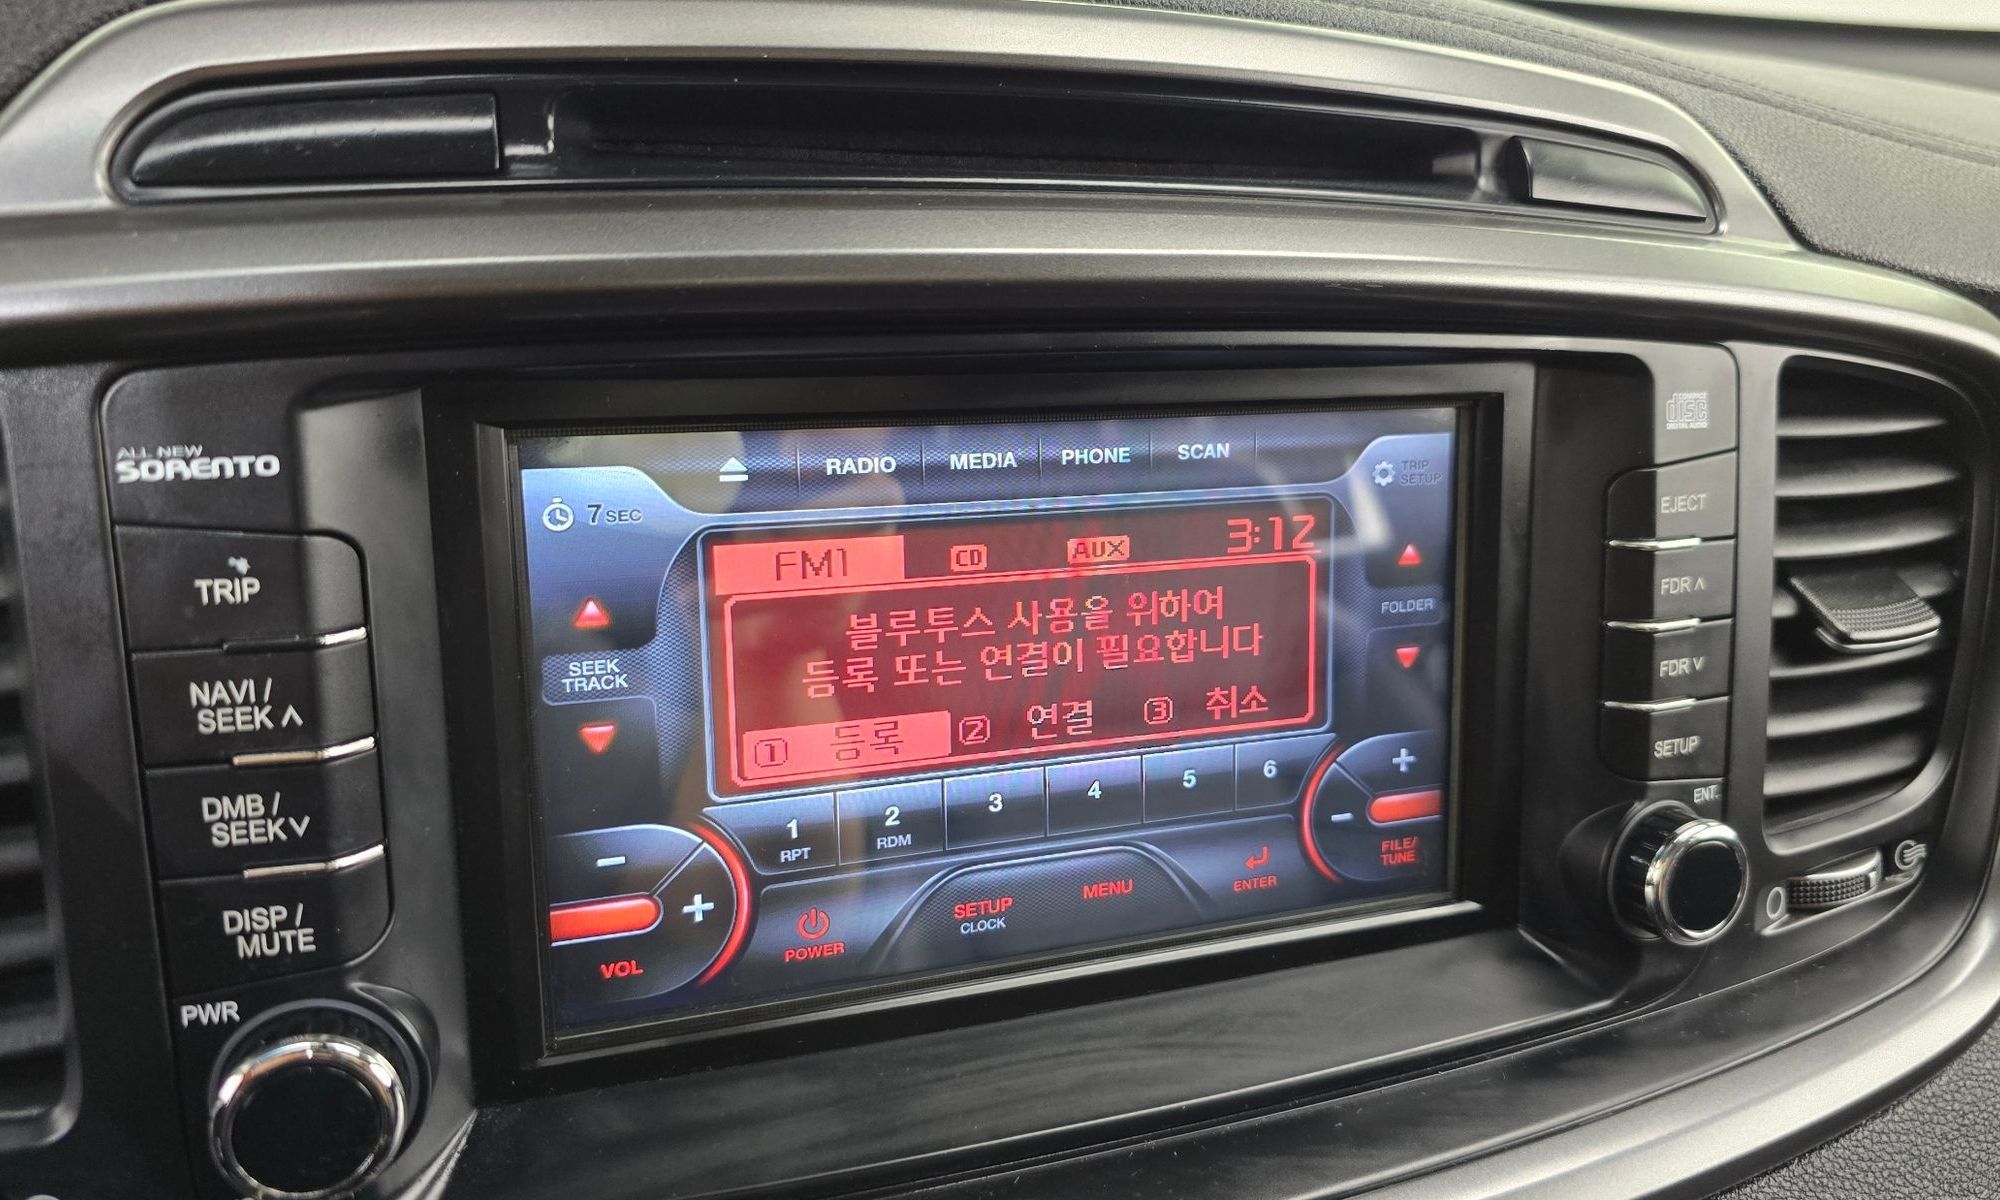 ALL NEW
SORENTO
TRIP
NAVI /
SEEK ∧
DMB /
SEEK ∨
DISP /
MUTE
PWR
RADIO
MEDIA
PHONE
SCAN
TRIP
SETUP
7 SEC
SEEK
TRACK
FM1
CD
AUX
3:12
블루투스 사용을 위하여
등록 또는 연결이 필요합니다
① 등록 ② 연결 ③ 취소
FOLDER
1
RPT
2
RDM
3
4
5
6
VOL
POWER
SETUP
CLOCK
MENU
ENTER
FILE/
TUNE
COMPACT
disc
DIGITAL AUDIO
EJECT
FDR ∧
FDR ∨
SETUP
ENT.